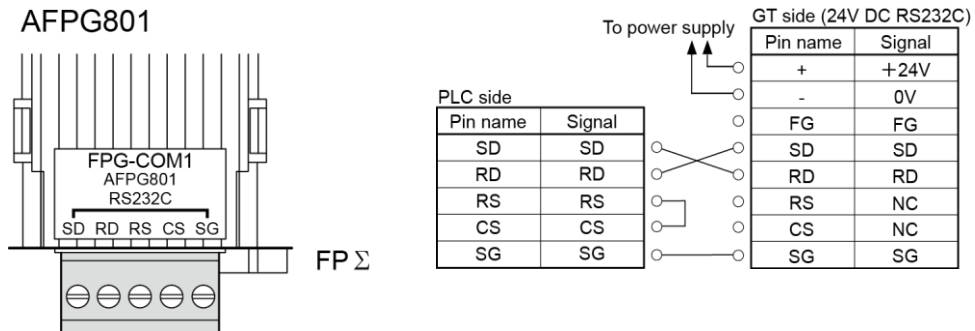 AFPG801
FPG-COM1
AFPG801
RS232C
SD RD RS CS SG
FP Σ
To power supply
PLC side
Pin name Signal
SD SD
RD RD
RS RS
CS CS
SG SG
GT side (24V DC RS232C)
Pin name Signal
+ +24V
- 0V
FG FG
SD SD
RD RD
RS NC
CS NC
SG SG